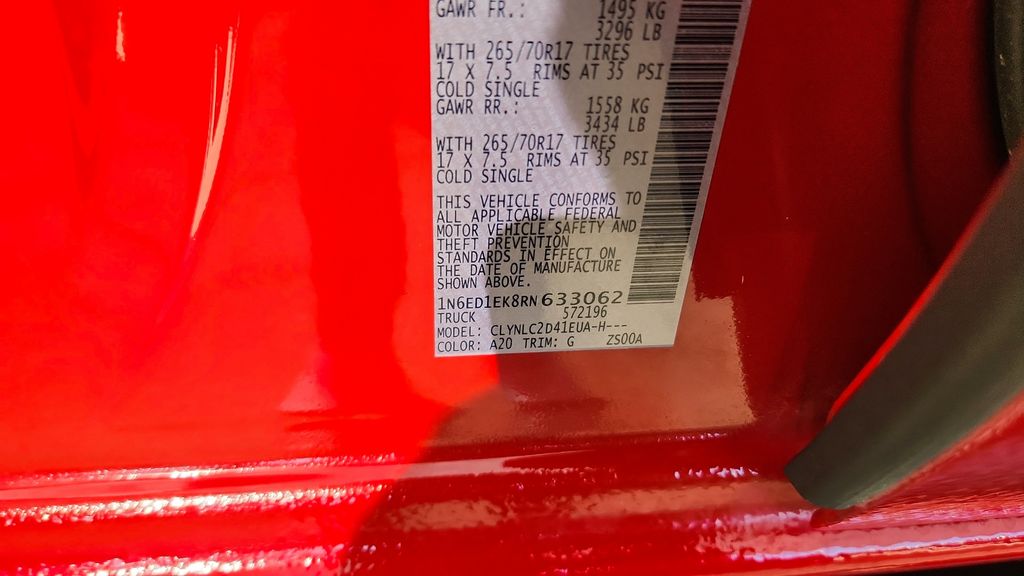 GAWR FR.: 1495 KG
3296 LB
WITH 265/70R17 TIRES
17 X 7.5 RIMS AT 35 PSI
COLD SINGLE
GAWR RR.: 1558 KG
3434 LB
WITH 265/70R17 TIRES
17 X 7.5 RIMS AT 35 PSI
COLD SINGLE
THIS VEHICLE CONFORMS TO
ALL APPLICABLE FEDERAL
MOTOR VEHICLE SAFETY AND
THEFT PREVENTION
STANDARDS IN EFFECT ON
THE DATE OF MANUFACTURE
SHOWN ABOVE.
1N6ED1EK8RN633062
TRUCK 572196
MODEL: CLYNLC2D41EUA-H---
COLOR: A20 TRIM: G ZS00A